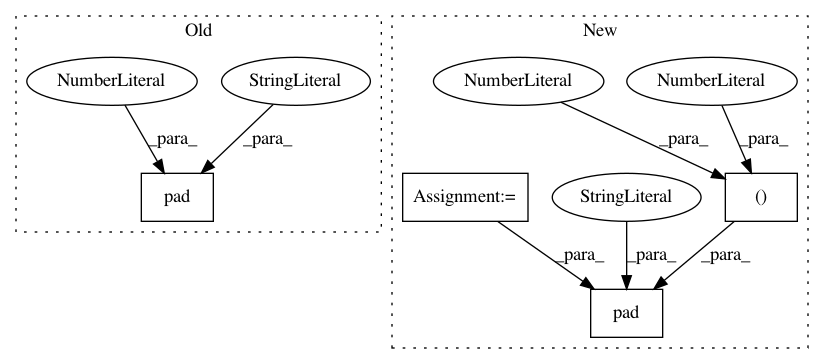 Old
NumberLiteral
StringLiteral
_para_
_para_
pad
New
NumberLiteral
NumberLiteral
_para_
_para_
Assignment:=
StringLiteral
()
_para_
_para_
_para_
pad